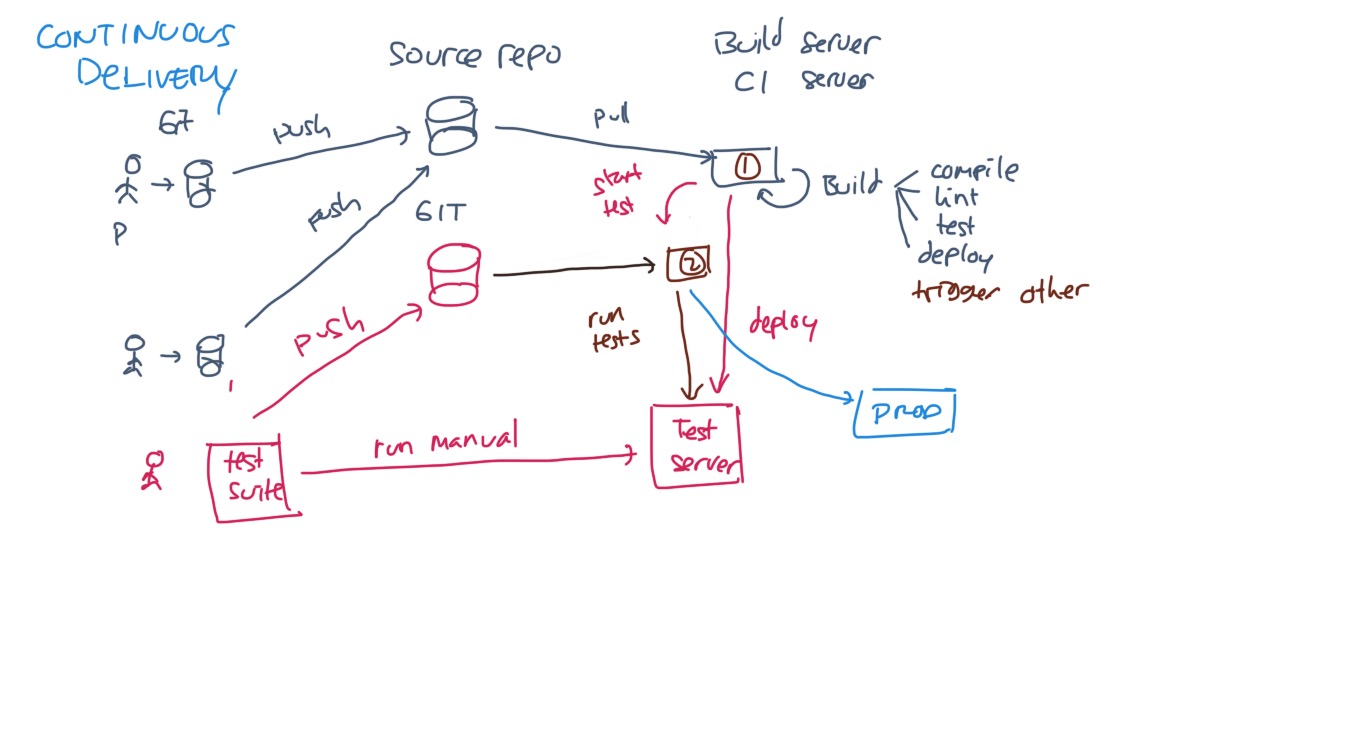 CONTINUOUS
DELIVERY
Source repo
Build server
CI server
GIT
push
pull
P
push
GIT
start
test
1
Build
compile
lint
test
deploy
trigger other
2
push
run
tests
deploy
PROD
test
suite
run manual
Test
server